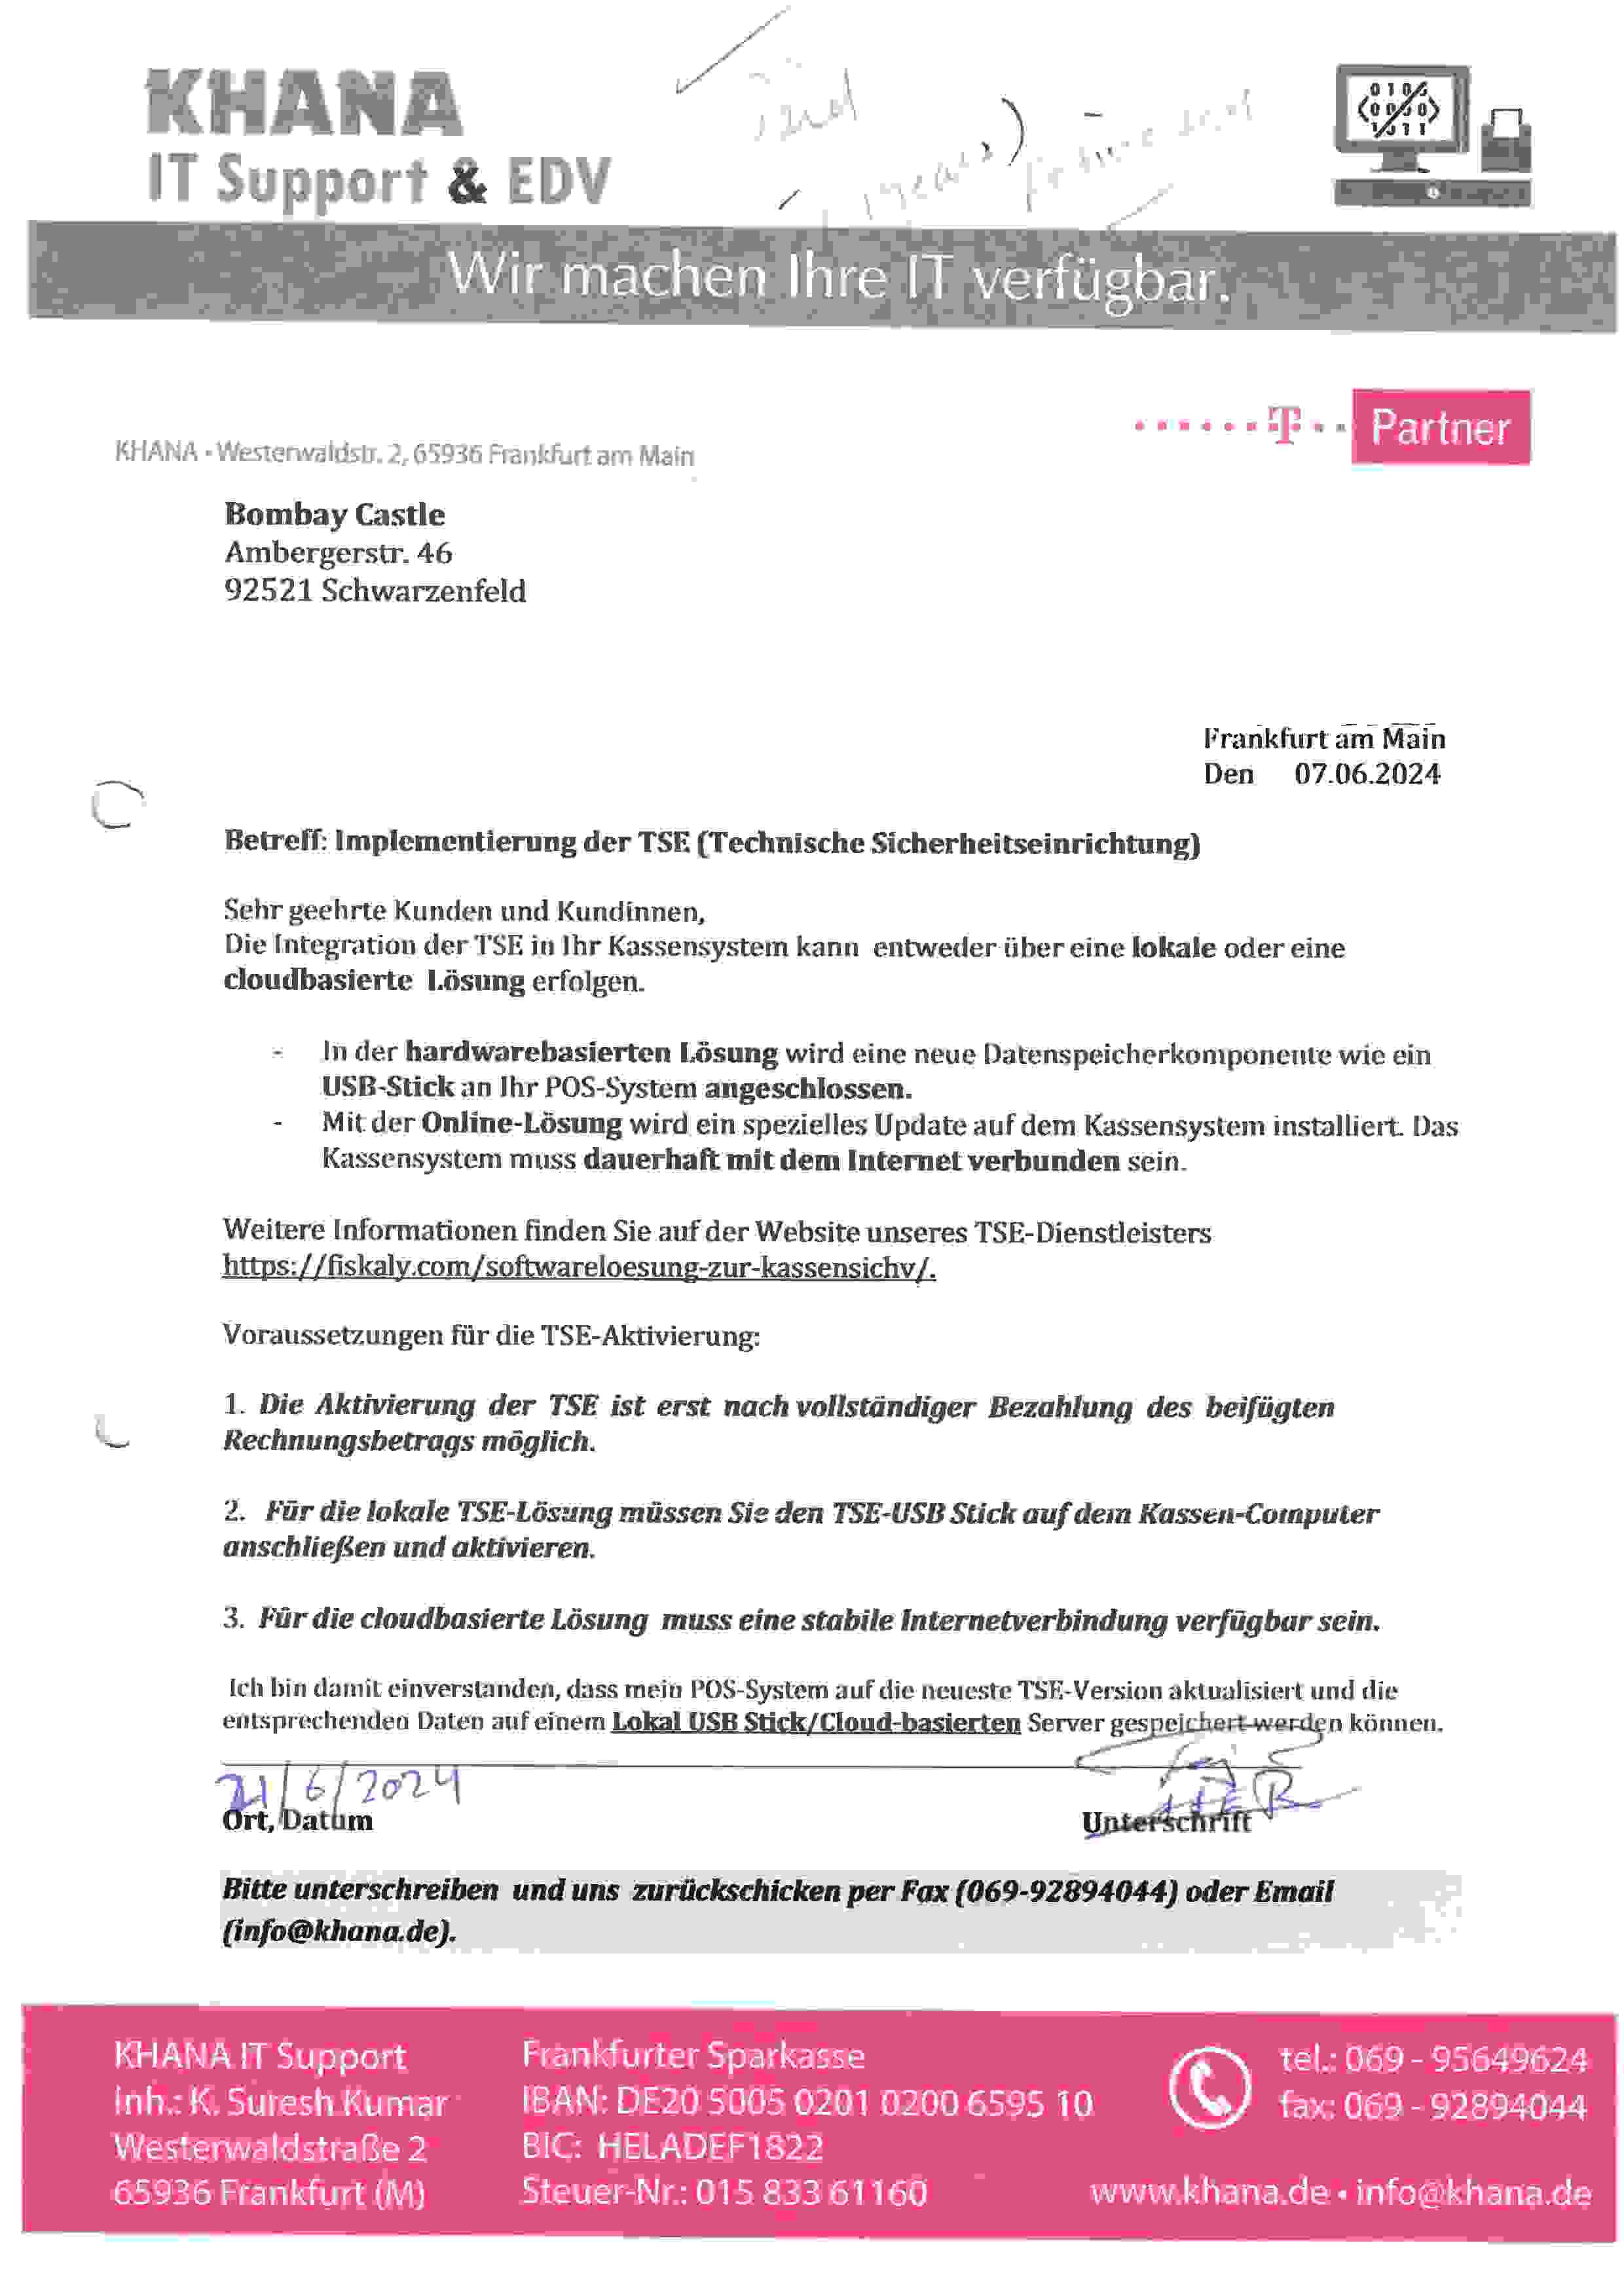 KHANA
IT Support & EDV
0101
0000
1011
Wir machen Ihre IT verfügbar.
T Partner
KHANA • Westerwaldstr. 2, 65936 Frankfurt am Main
Bombay Castle
Ambergerstr. 46
92521 Schwarzenfeld
Frankfurt am Main
Den 07.06.2024
Betreff: Implementierung der TSE (Technische Sicherheitseinrichtung)
Sehr geehrte Kunden und Kundinnen,
Die Integration der TSE in Ihr Kassensystem kann entweder über eine lokale oder eine
cloudbasierte Lösung erfolgen.
- In der hardwarebasierten Lösung wird eine neue Datenspeicherkomponente wie ein
USB-Stick an Ihr POS-System angeschlossen.
- Mit der Online-Lösung wird ein spezielles Update auf dem Kassensystem installiert. Das
Kassensystem muss dauerhaft mit dem Internet verbunden sein.
Weitere Informationen finden Sie auf der Website unseres TSE-Dienstleisters
https://fiskaly.com/softwareloesung-zur-kassensichv/.
Voraussetzungen für die TSE-Aktivierung:
1. Die Aktivierung der TSE ist erst nach vollständiger Bezahlung des beifügten
Rechnungsbetrags möglich.
2. Für die lokale TSE-Lösung müssen Sie den TSE-USB Stick auf dem Kassen-Computer
anschließen und aktivieren.
3. Für die cloudbasierte Lösung muss eine stabile Internetverbindung verfügbar sein.
Ich bin damit einverstanden, dass mein POS-System auf die neueste TSE-Version aktualisiert und die
entsprechenden Daten auf einem Lokal USB Stick/Cloud-basierten Server gespeichert werden können.
21/6/2024
Ort, Datum Unterschrift
Bitte unterschreiben und uns zurückschicken per Fax (069-92894044) oder Email
(info@khana.de).
KHANA IT Support
Inh.: K. Suresh Kumar
Westerwaldstraße 2
65936 Frankfurt (M)
Frankfurter Sparkasse
IBAN: DE20 5005 0201 0200 6595 10
BIC: HELADEF1822
Steuer-Nr.: 015 833 61160
tel.: 069 - 95649624
fax: 069 - 92894044
www.khana.de • info@khana.de